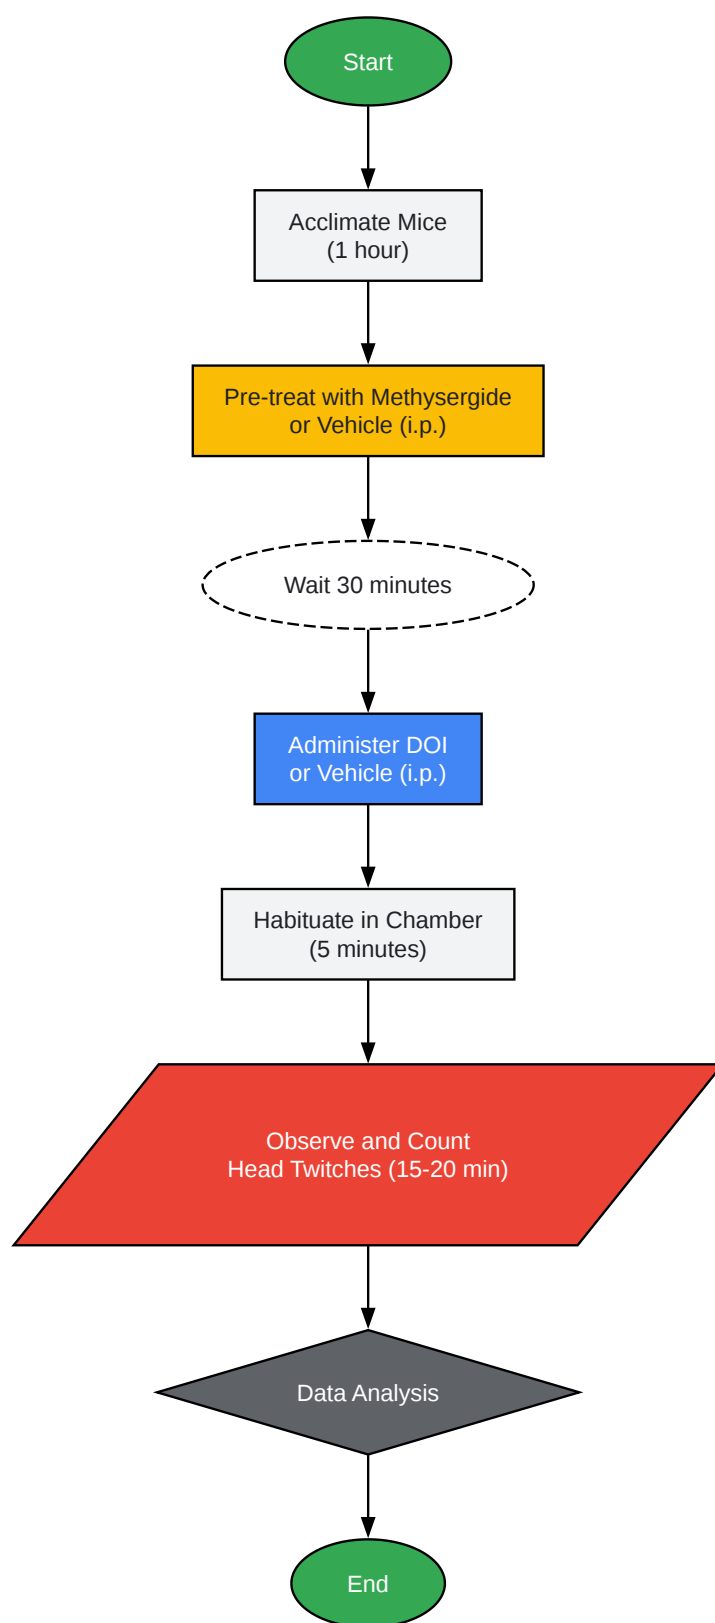 Start
Acclimate Mice
(1 hour)
Pre-treat with Methysergide
or Vehicle (i.p.)
Wait 30 minutes
Administer DOI
or Vehicle (i.p.)
Habituate in Chamber
(5 minutes)
Observe and Count
Head Twitches (15-20 min)
Data Analysis
End